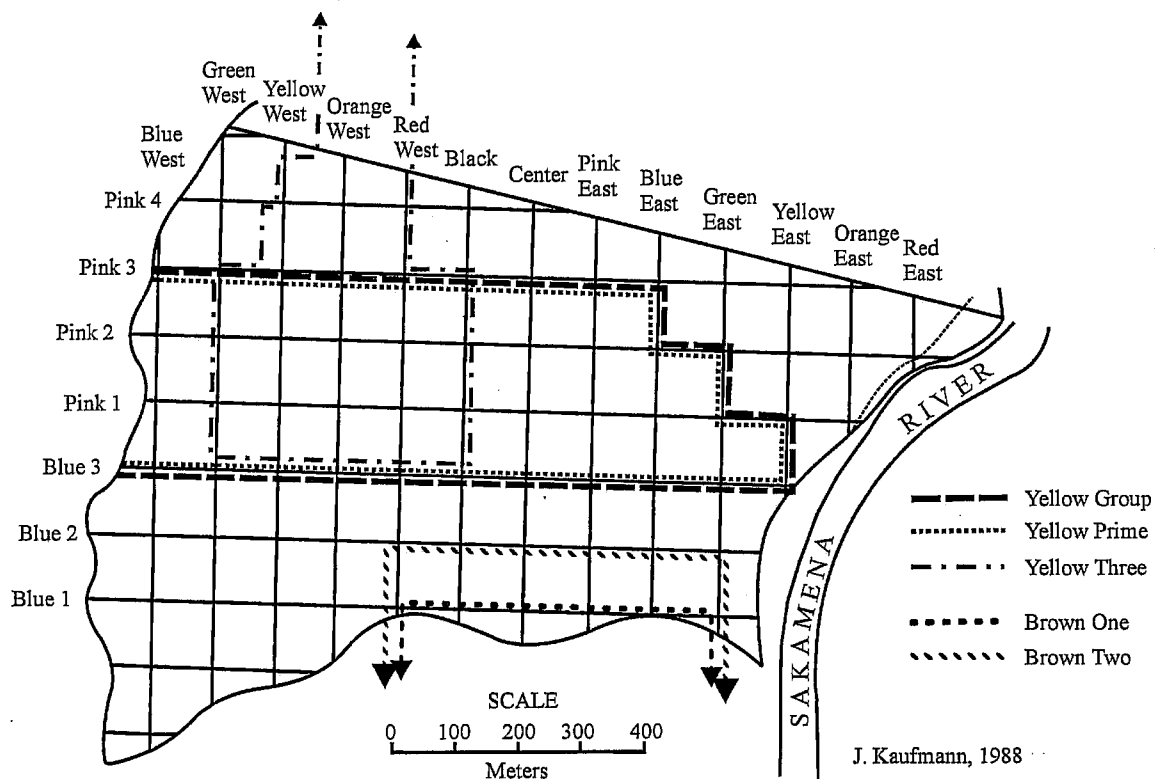 Green
West
Yellow
West
Orange
West
Red
West
Blue
West
Black
Center
Pink
East
Blue
East
Green
East
Yellow
East
Orange
East
Red
East
Pink 4
Pink 3
Pink 2
Pink 1
Blue 3
Blue 2
Blue 1
SAKAMENA
RIVER
Yellow Group
Yellow Prime
Yellow Three
Brown One
Brown Two
SCALE
0 100 200 300 400
Meters
J. Kaufmann, 1988